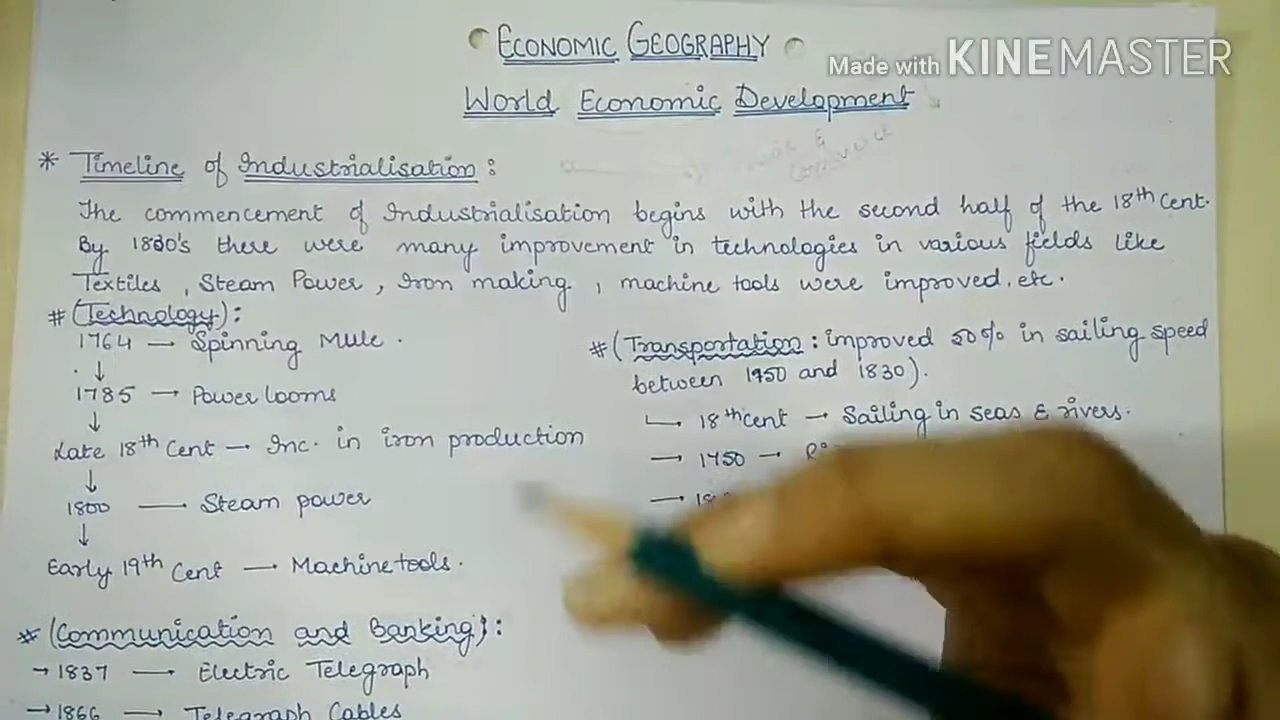 ECONOMIC GEOGRAPHY
Made with KINEMASTER
World Economic Development
* Timeline of Industrialisation:
The commencement of Industrialisation begins with the second half of the 18th Cent.
By 1830's there were many improvement in technologies in various fields like
Textiles, Steam Power, Iron making, machine tools were improved, etc.
# (Technology):
1764 — Spinning Mule.
↓
1785 → Power looms
↓
Late 18th Cent — Inc. in iron production
↓
1800 — Steam power
↓
Early 19th Cent — Machine tools.
# (Transportation: improved 50% in sailing speed
between 1750 and 1830).
→ 18th cent → Sailing in seas & rivers.
→ 1750 →
→
# (Communication and Banking):
→ 1837 — Electric Telegraph
→ 1866 — Telegraph Cables